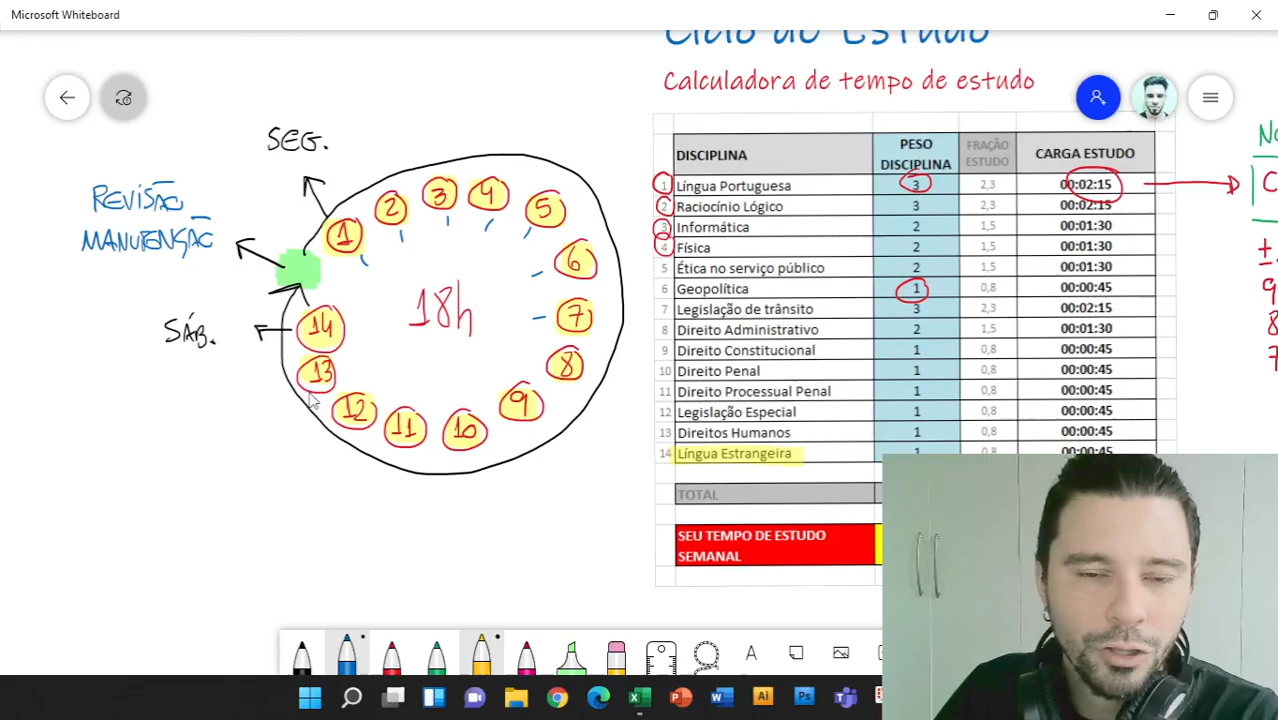 Microsoft Whiteboard
Ciclo de Estudo
Calculadora de tempo de estudo
SEG.
REVISÃO
MANUTENÇÃO
SÁB.
1
2
3
4
5
6
7
8
9
10
11
12
13
14
18h
DISCIPLINA PESO DISCIPLINA FRAÇÃO ESTUDO CARGA ESTUDO
1 Língua Portuguesa 3 2,3 00:02:15
2 Raciocínio Lógico 3 2,3 00:02:15
3 Informática 2 1,5 00:01:30
4 Física 2 1,5 00:01:30
5 Ética no serviço público 2 1,5 00:01:30
6 Geopolítica 1 0,8 00:00:45
7 Legislação de trânsito 3 2,3 00:02:15
8 Direito Administrativo 2 1,5 00:01:30
9 Direito Constitucional 1 0,8 00:00:45
10 Direito Penal 1 0,8 00:00:45
11 Direito Processual Penal 1 0,8 00:00:45
12 Legislação Especial 1 0,8 00:00:45
13 Direitos Humanos 1 0,8 00:00:45
14 Língua Estrangeira 1 0,8 00:00:45
TOTAL
SEU TEMPO DE ESTUDO
SEMANAL